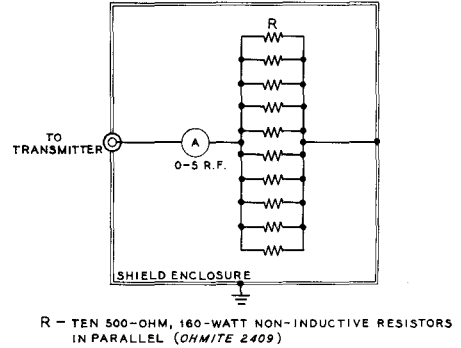 R
TO
TRANSMITTER
A
0-5 R.F.
SHIELD ENCLOSURE
R - TEN 500-OHM, 160-WATT NON-INDUCTIVE RESISTORS
IN PARALLEL (OHMITE 2409)